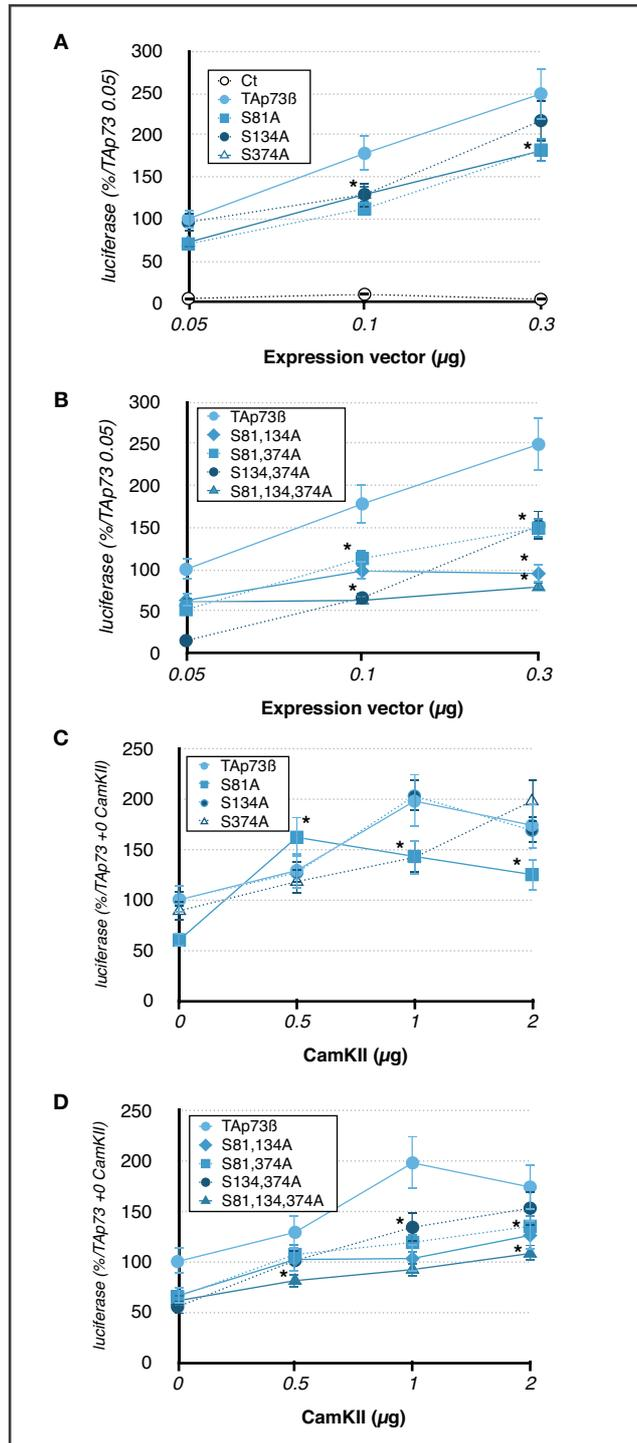 A
300
250
200
150
100
50
0
luciferase (%/TAp73 0.05)
Ct
TAp73ß
S81A
S134A
S374A
*
*
0.05 0.1 0.3
Expression vector (µg)
B
300
250
200
150
100
50
0
luciferase (%/TAp73 0.05)
TAp73ß
S81,134A
S81,374A
S134,374A
S81,134,374A
*
*
*
*
*
0.05 0.1 0.3
Expression vector (µg)
C
250
200
150
100
50
0
luciferase (%/TAp73 +0 CamKII)
TAp73ß
S81A
S134A
S374A
*
*
*
0 0.5 1 2
CamKII (µg)
D
250
200
150
100
50
0
luciferase (%/TAp73 +0 CamKII)
TAp73ß
S81,134A
S81,374A
S134,374A
S81,134,374A
*
*
*
*
0 0.5 1 2
CamKII (µg)